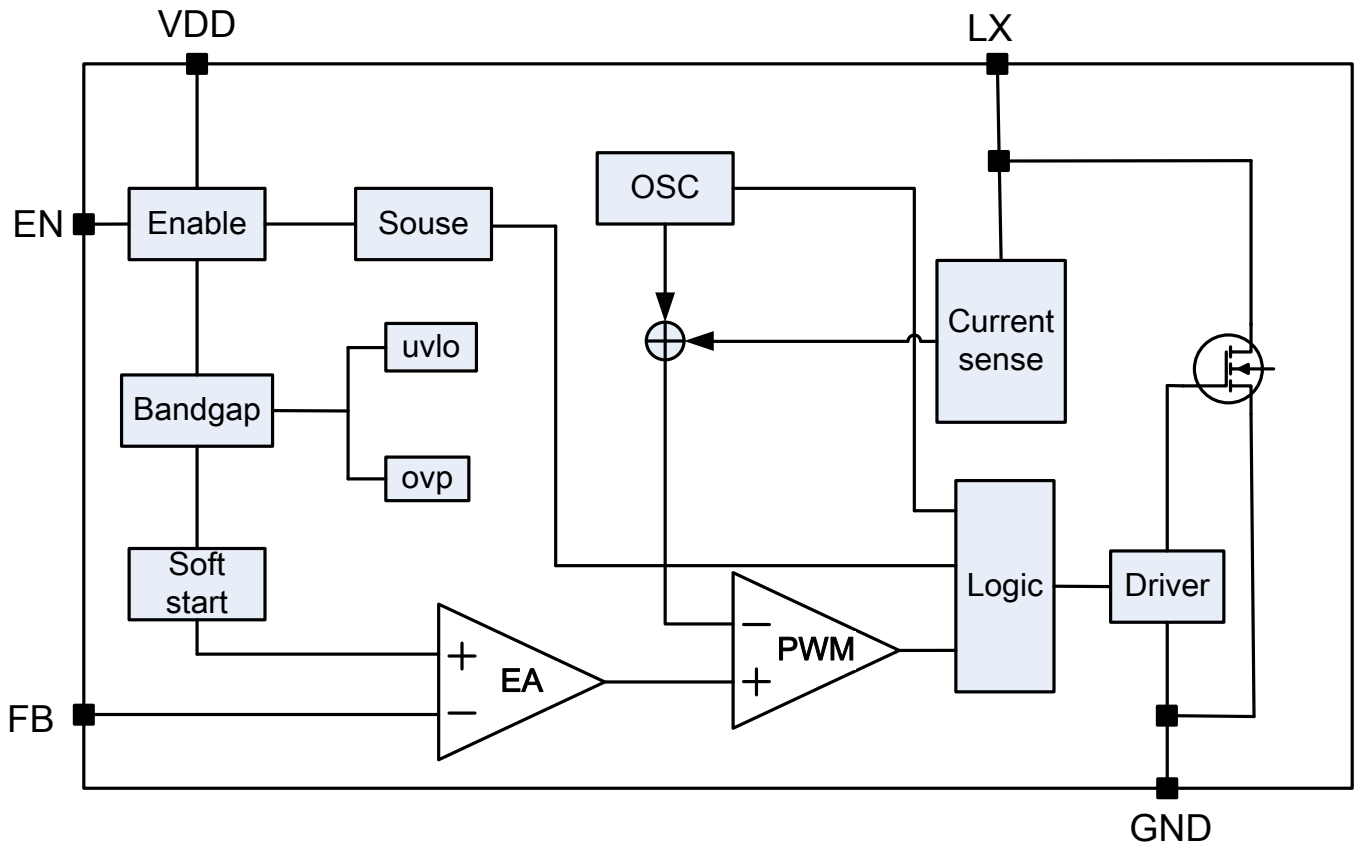 VDD
LX
OSC
EN
Enable
Souse
Current
sense
uvlo
Bandgap
ovp
Soft
start
Logic
Driver
+
−
EA
−
+
PWM
FB
GND